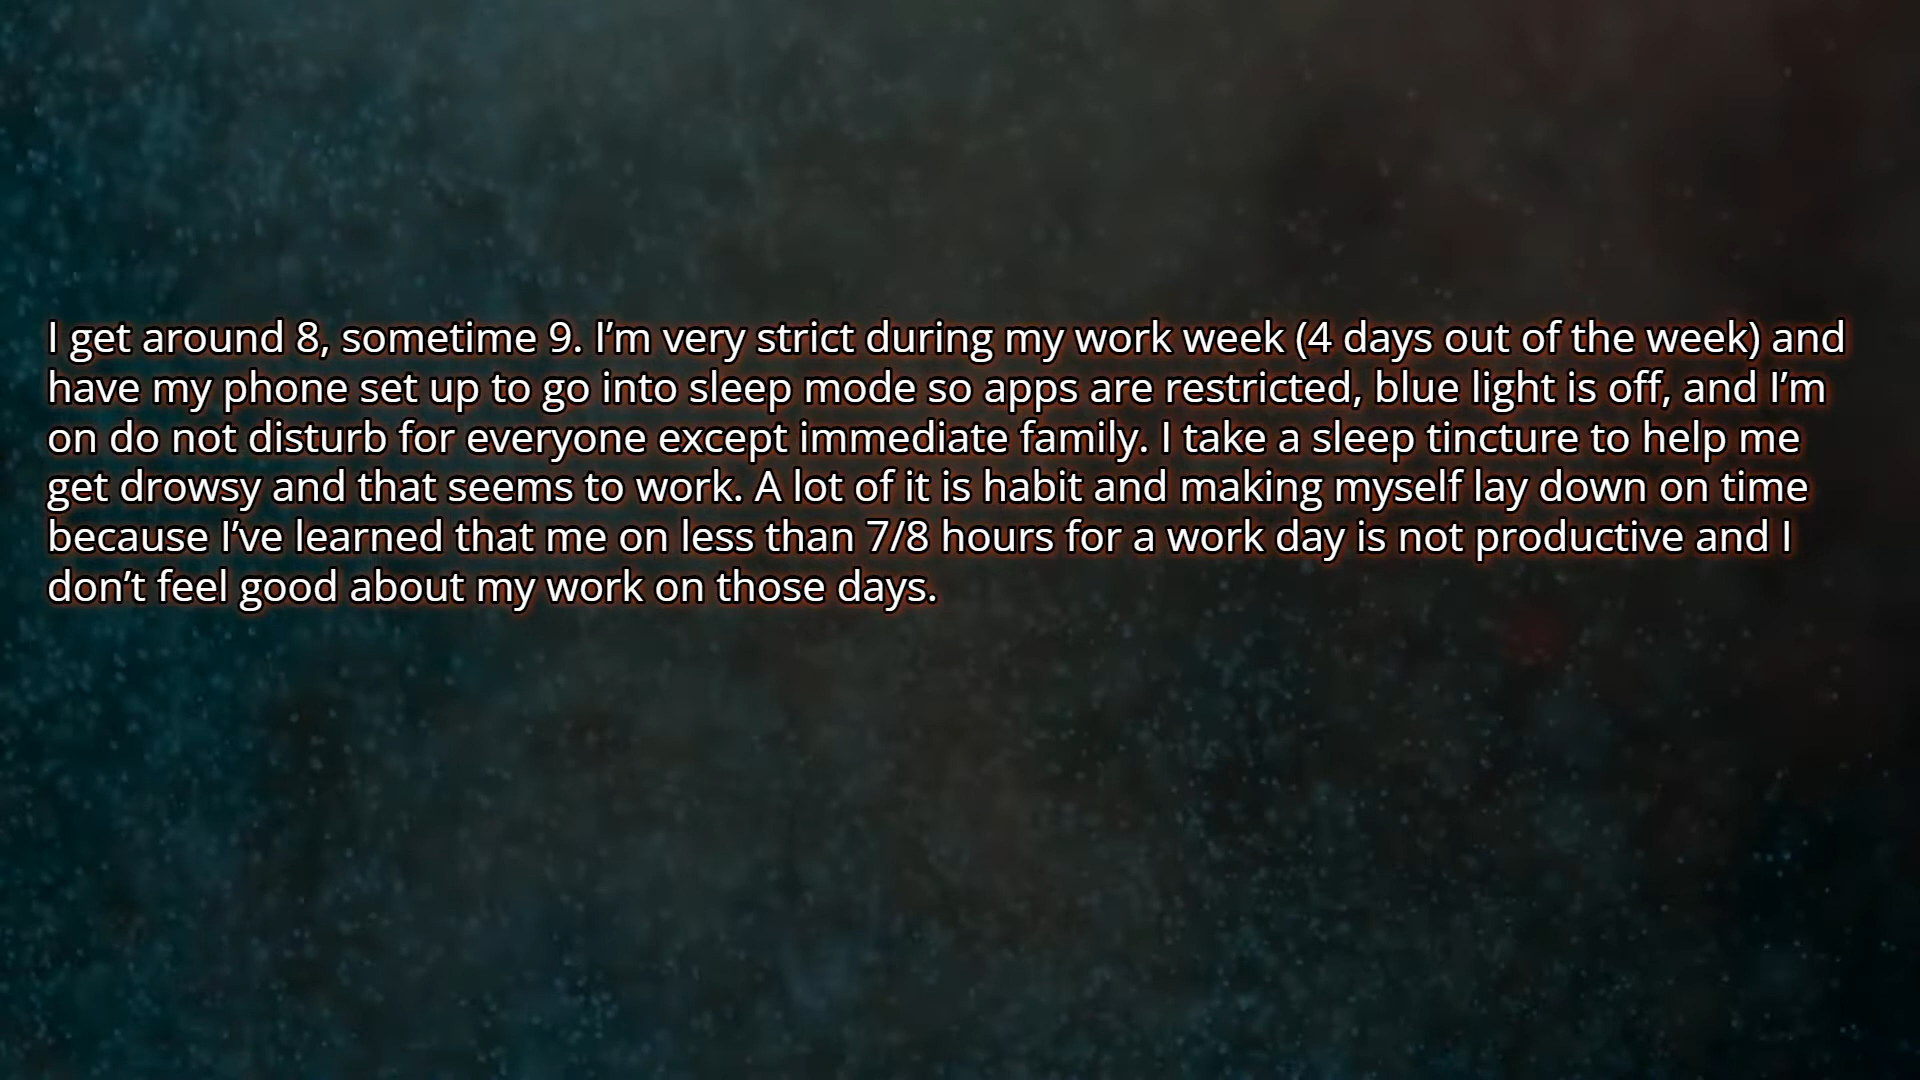 I get around 8, sometime 9. I’m very strict during my work week (4 days out of the week) and
have my phone set up to go into sleep mode so apps are restricted, blue light is off, and I’m
on do not disturb for everyone except immediate family. I take a sleep tincture to help me
get drowsy and that seems to work. A lot of it is habit and making myself lay down on time
because I’ve learned that me on less than 7/8 hours for a work day is not productive and I
don’t feel good about my work on those days.